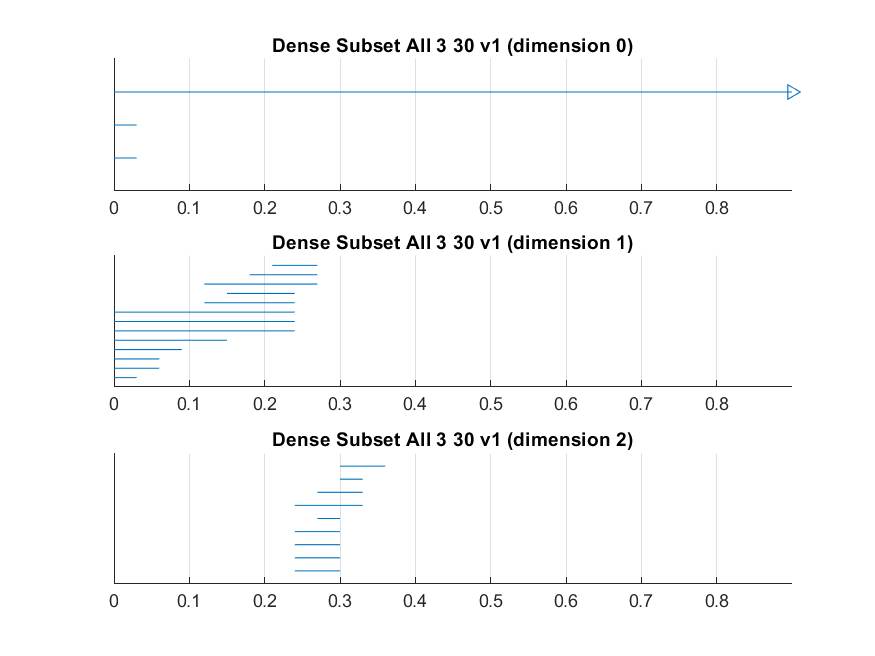 Dense Subset All 3 30 v1 (dimension 0)
0 0.1 0.2 0.3 0.4 0.5 0.6 0.7 0.8
Dense Subset All 3 30 v1 (dimension 1)
0 0.1 0.2 0.3 0.4 0.5 0.6 0.7 0.8
Dense Subset All 3 30 v1 (dimension 2)
0 0.1 0.2 0.3 0.4 0.5 0.6 0.7 0.8